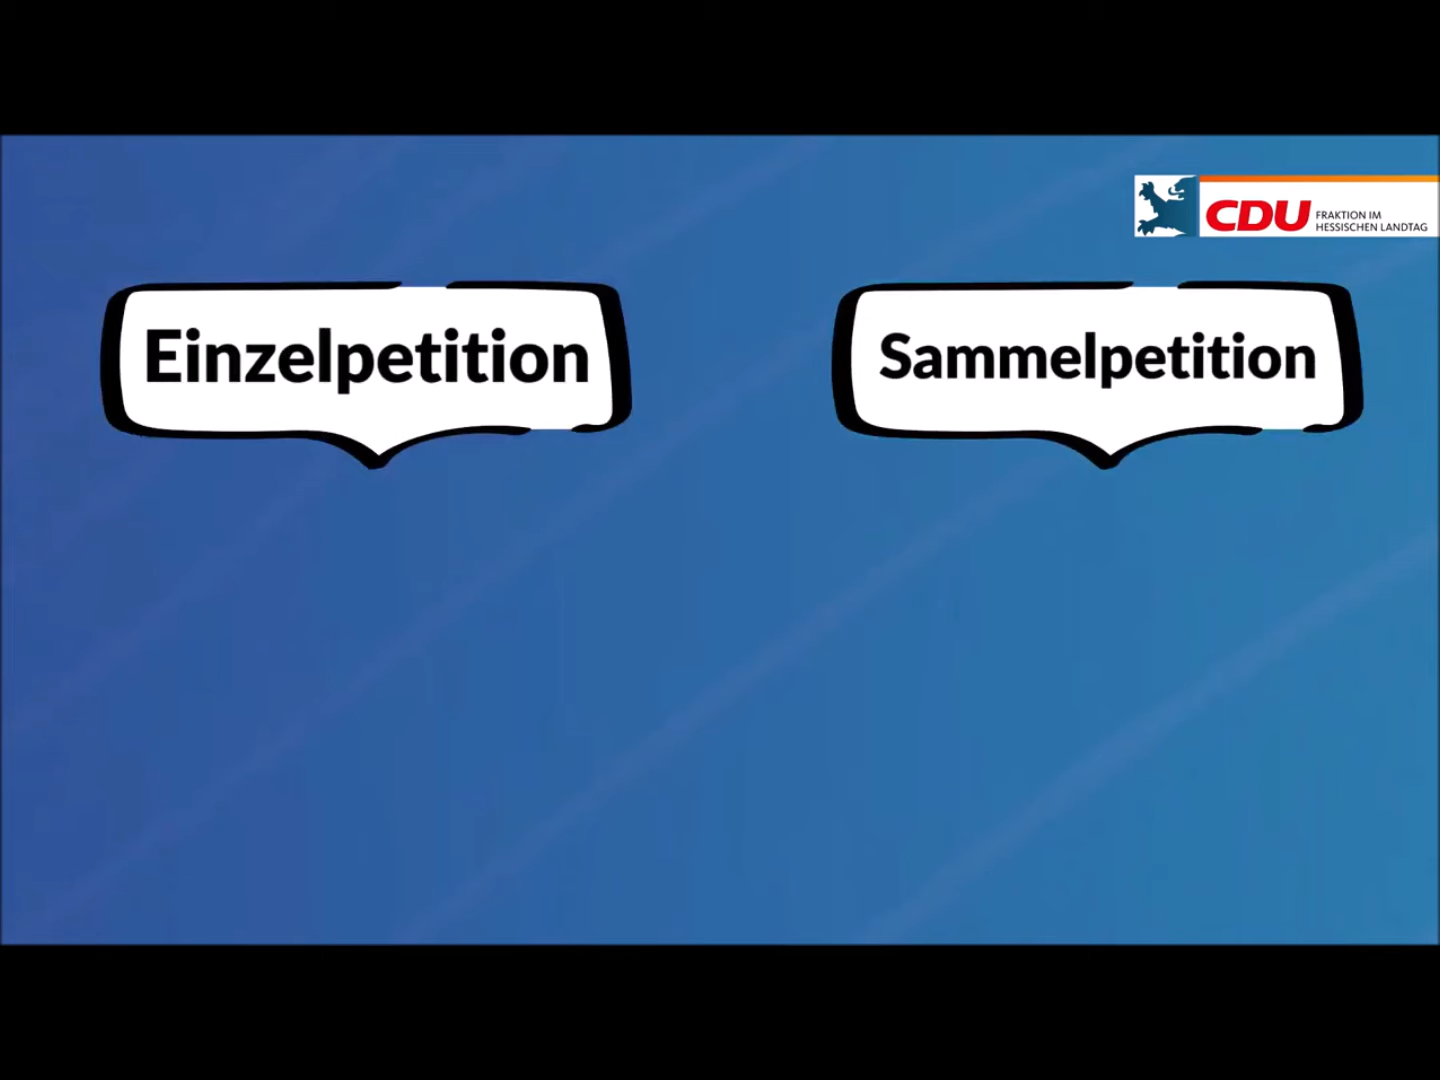 CDU
FRAKTION IM
HESSISCHEN LANDTAG
Einzelpetition
Sammelpetition